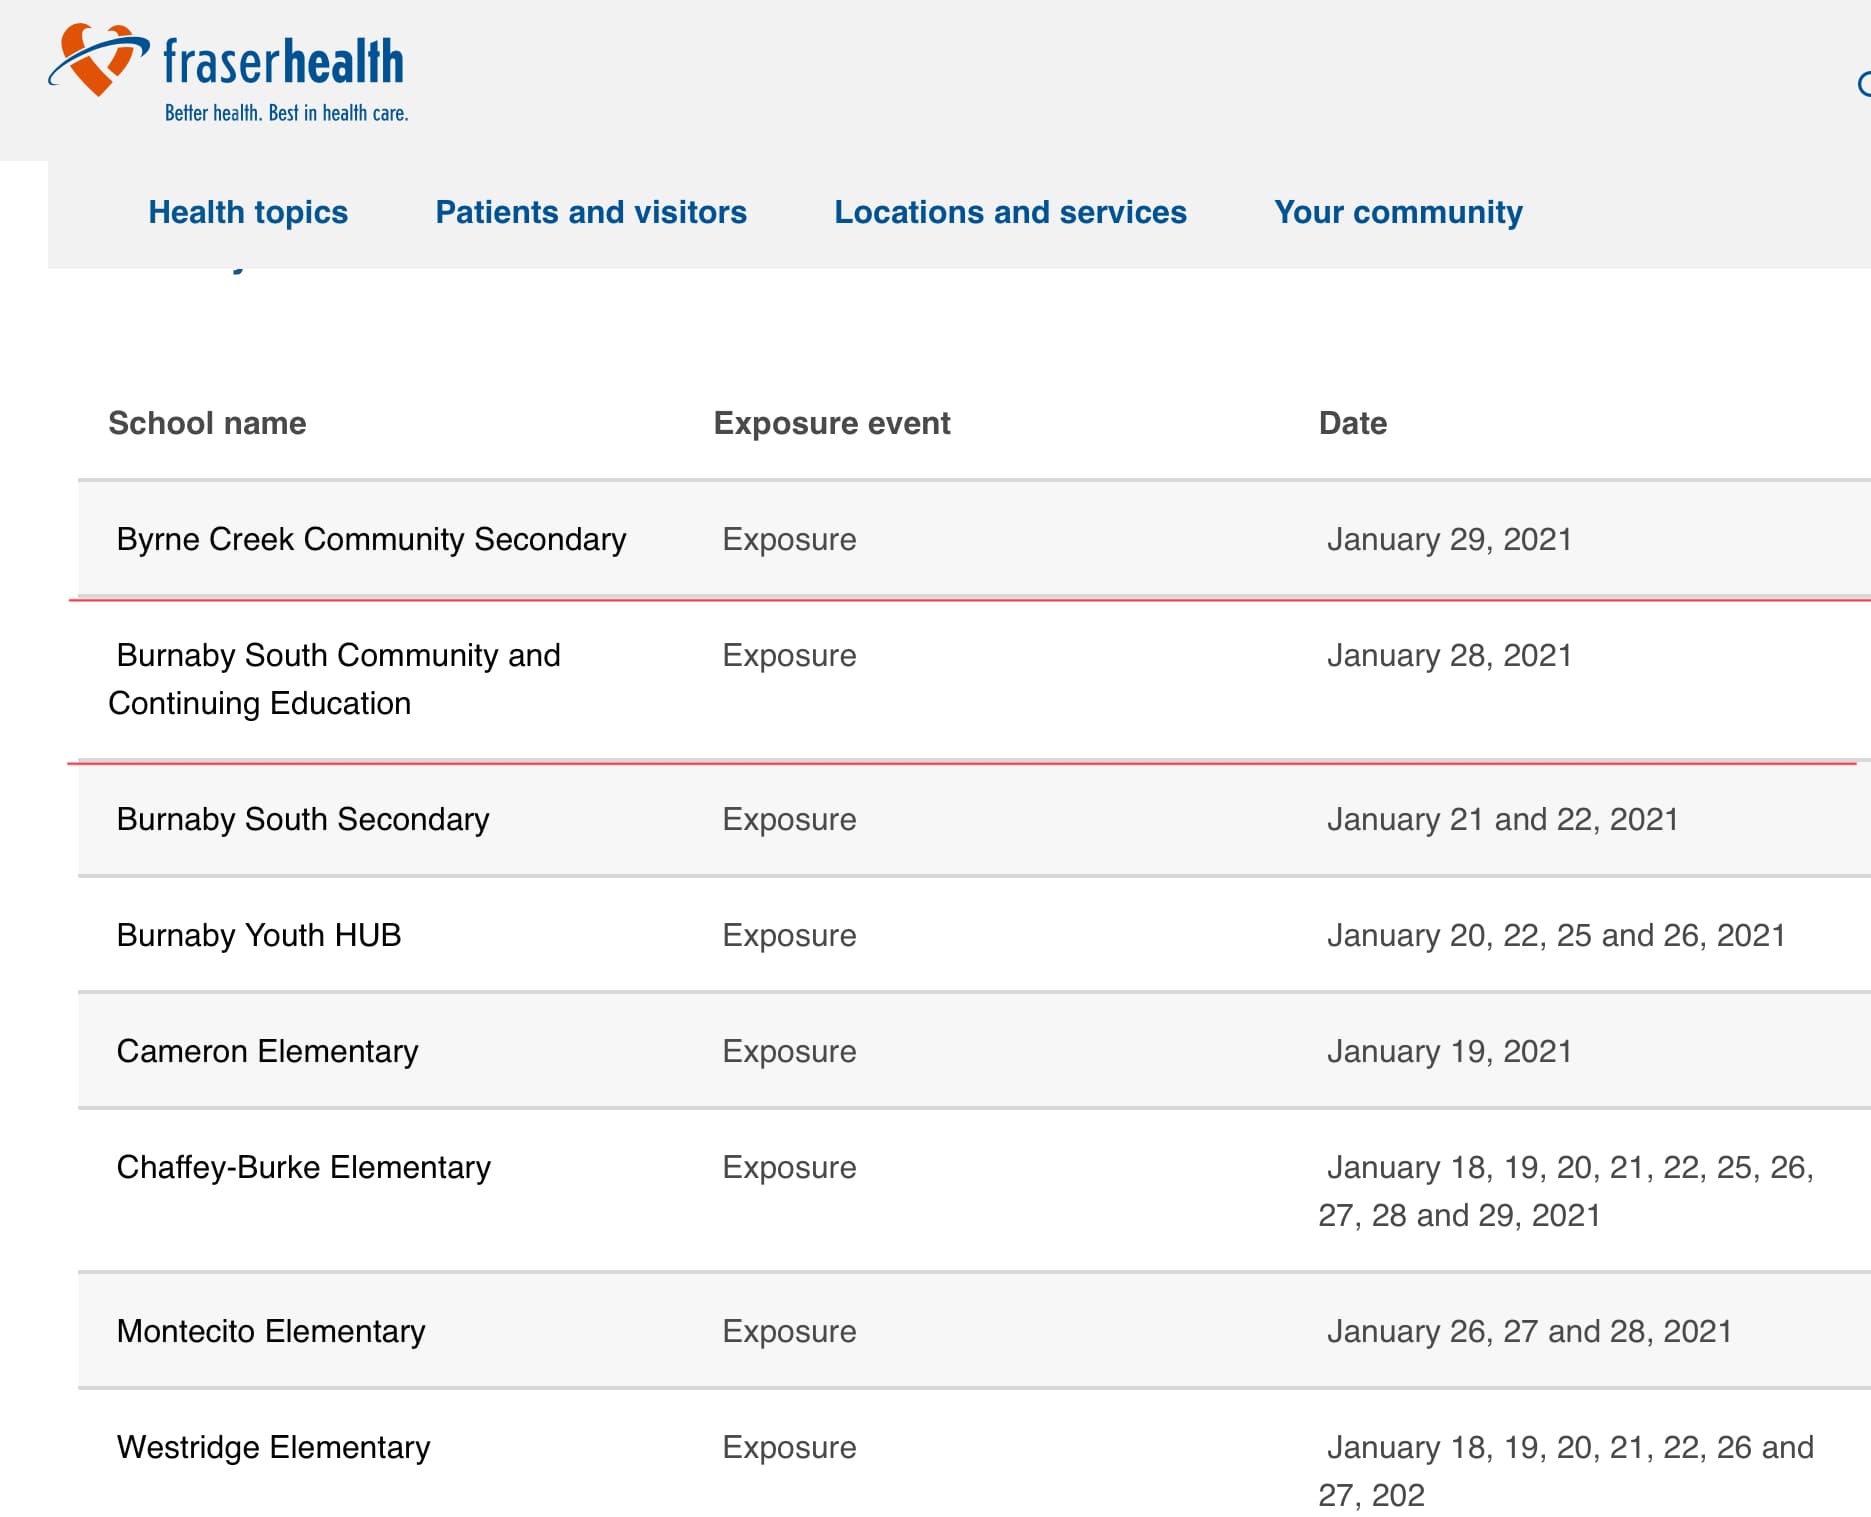 fraserhealth
Better health. Best in health care.
Health topics Patients and visitors Locations and services Your community
School name Exposure event Date
Byrne Creek Community Secondary Exposure January 29, 2021
Burnaby South Community and Exposure January 28, 2021
Continuing Education
Burnaby South Secondary Exposure January 21 and 22, 2021
Burnaby Youth HUB Exposure January 20, 22, 25 and 26, 2021
Cameron Elementary Exposure January 19, 2021
Chaffey-Burke Elementary Exposure January 18, 19, 20, 21, 22, 25, 26,
27, 28 and 29, 2021
Montecito Elementary Exposure January 26, 27 and 28, 2021
Westridge Elementary Exposure January 18, 19, 20, 21, 22, 26 and
27, 202